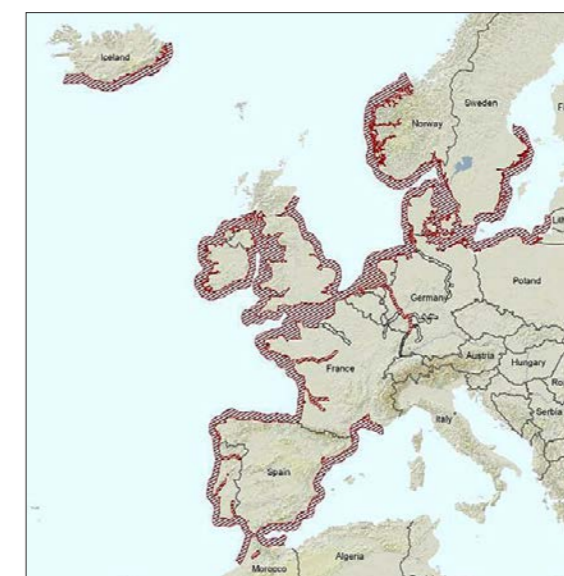 Iceland
Sweden
Norway
Poland
Germany
Austria
Hungary
France
Serbia
Italy
Spain
Algeria
Morocco